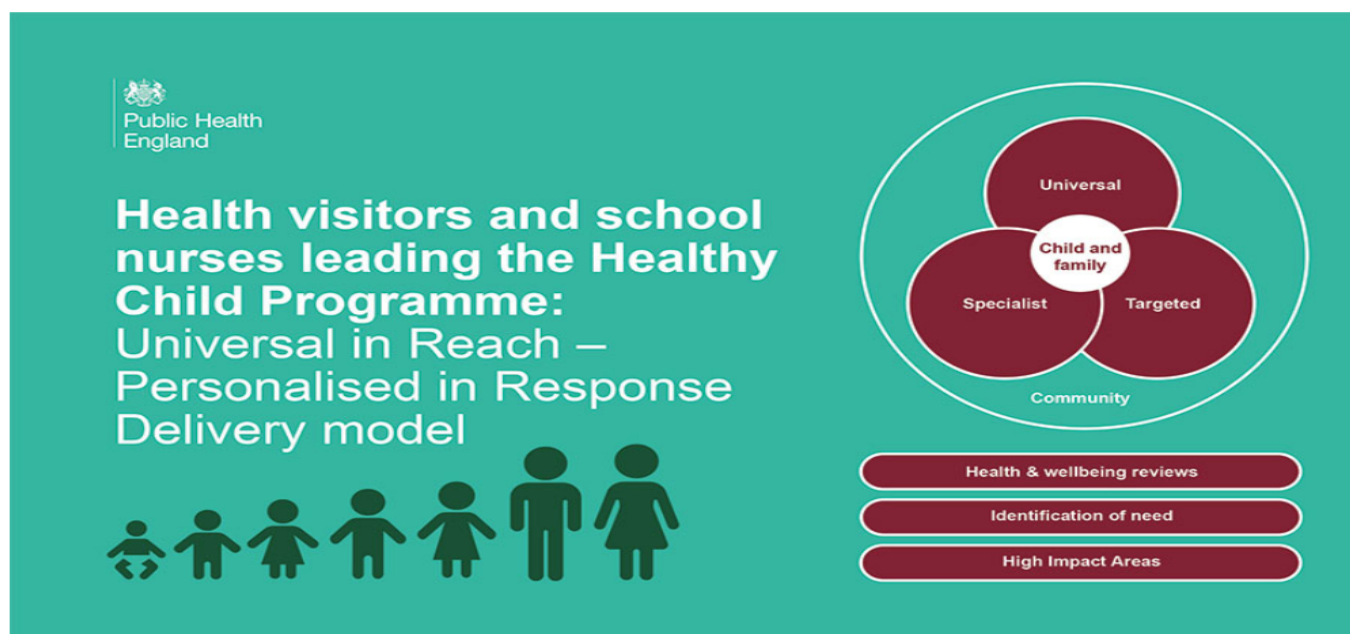 Public Health
England
Health visitors and school
nurses leading the Healthy
Child Programme:
Universal in Reach –
Personalised in Response
Delivery model
Universal
Child and
family
Specialist
Targeted
Community
Health & wellbeing reviews
Identification of need
High Impact Areas